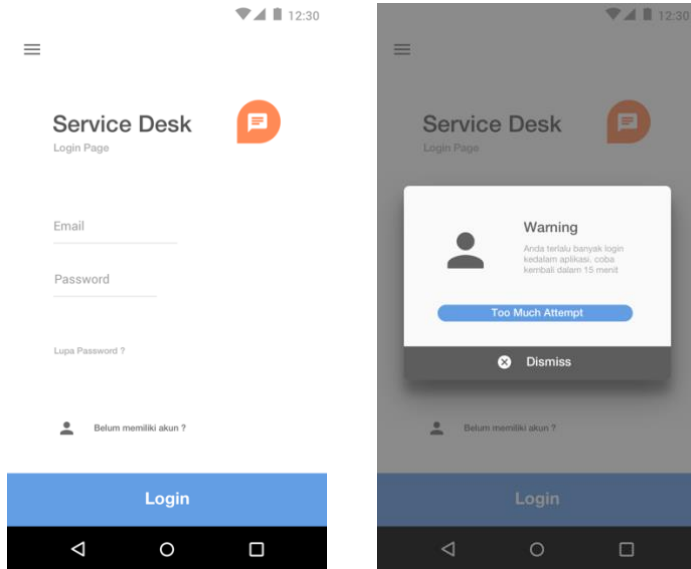 12:30
Service Desk
Login Page
Email
Password
Lupa Password ?
Belum memiliki akun ?
Login
12:30
Service Desk
Login Page
Warning
Anda terlalu banyak login
kedalam aplikasi, coba
kembali dalam 15 menit
Too Much Attempt
Dismiss
Belum memiliki akun ?
Login